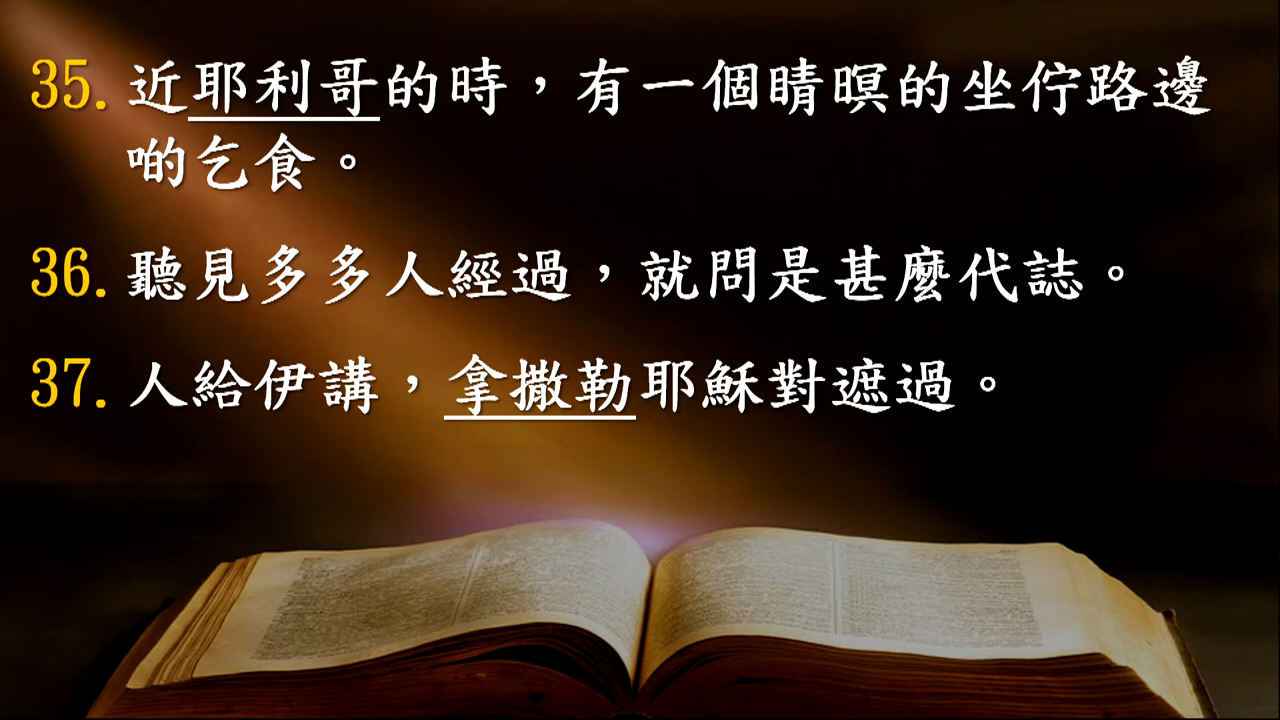 35. 近耶利哥的時，有一個睛暝的坐佇路邊
啲乞食。
36. 聽見多多人經過，就問是甚麼代誌。
37. 人給伊講，拿撒勒耶穌對遮過。